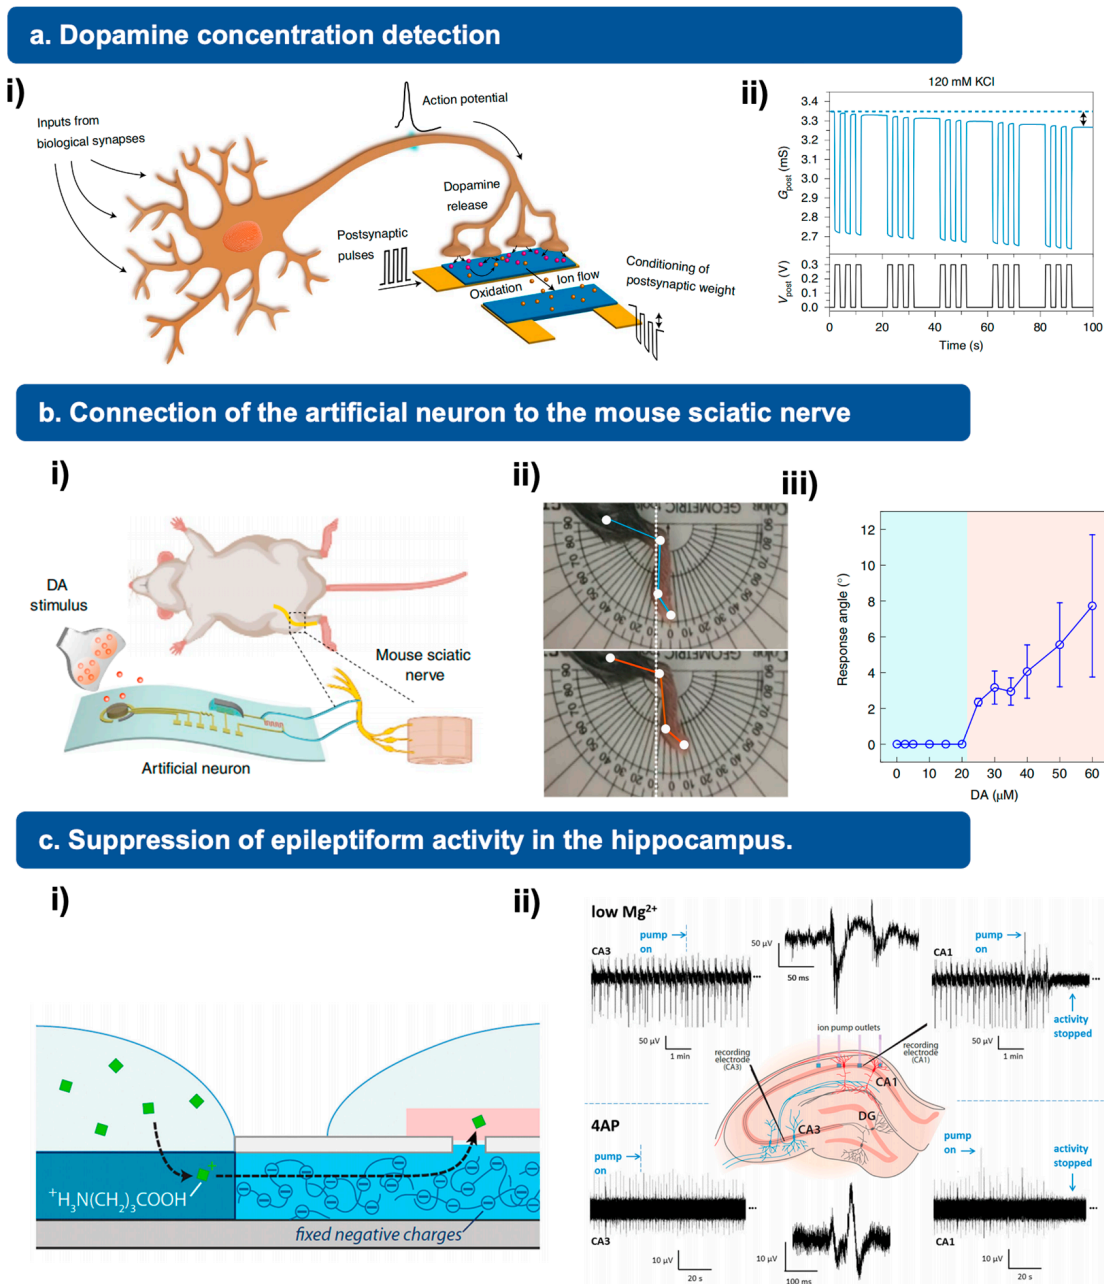 a. Dopamine concentration detection
i)
Inputs from
biological synapses
Action potential
Dopamine
release
Postsynaptic
pulses
Oxidation
Ion flow
Conditioning of
postsynaptic weight
ii)
120 mM KCl
Gpost (mS)
3.4
3.3
3.2
3.1
3.0
2.9
2.8
2.7
Vpost (V)
0.3
0.2
0.1
0.0
0 20 40 60 80 100
Time (s)
b. Connection of the artificial neuron to the mouse sciatic nerve
i)
DA
stimulus
Mouse sciatic
nerve
Artificial neuron
ii)
GEOMETRIC
GEOMETRIC
iii)
Response angle (°)
12
10
8
6
4
2
0
0 10 20 30 40 50 60
DA (μM)
c. Suppression of epileptiform activity in the hippocampus.
i)
+H3N(CH2)3COOH
+
fixed negative charges
ii)
low Mg2+
CA3
pump
on
50 μV
1 min
50 μV
50 ms
CA1
pump
on
activity
stopped
50 μV
1 min
ion pump outlets
recording
electrode
(CA3)
recording
electrode
(CA1)
CA1
DG
CA3
4AP
pump
on
CA3
10 μV
20 s
10 μV
100 ms
pump
on
activity
stopped
CA1
10 μV
20 s